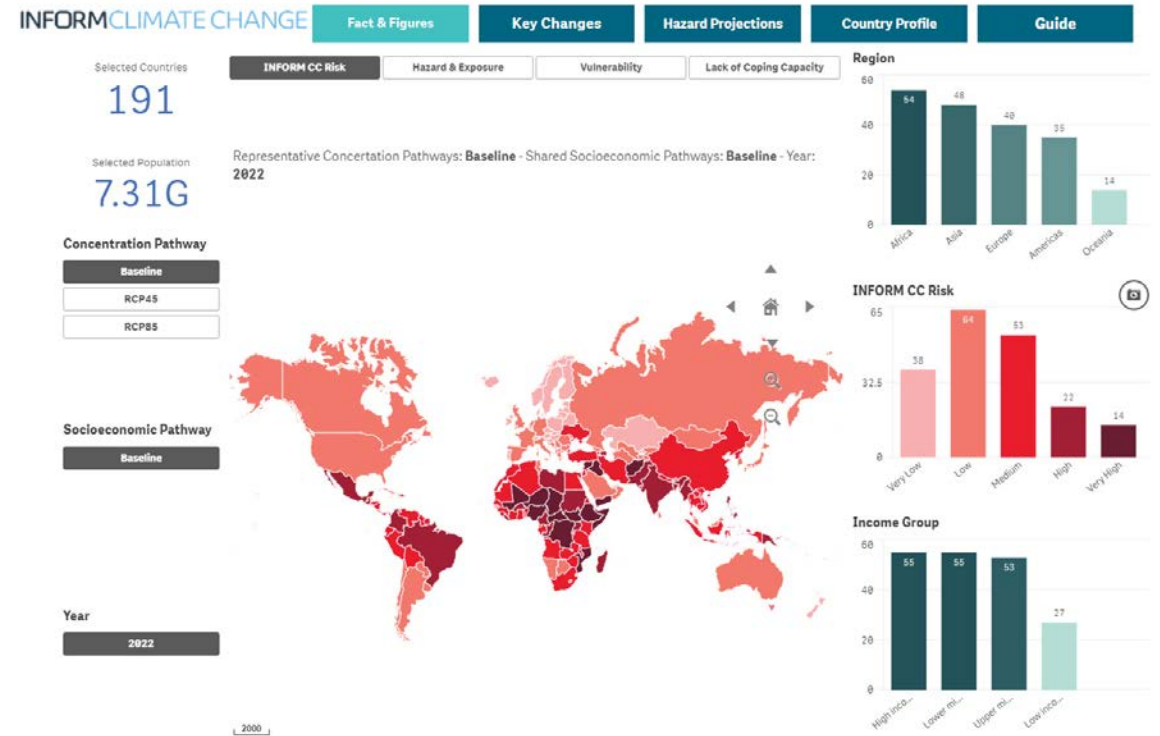 INFORMCLIMATE CHANGE
Fact & Figures
Key Changes
Hazard Projections
Country Profile
Guide
Selected Countries
191
Selected Population
7.31G
Concentration Pathway
Baseline
RCP45
RCP85
Socioeconomic Pathway
Baseline
Year
2022
INFORM CC Risk
Hazard & Exposure
Vulnerability
Lack of Coping Capacity
Representative Concertation Pathways: Baseline - Shared Socioeconomic Pathways: Baseline - Year:
2022
2000
Region
60
40
20
0
54
48
40
35
14
Africa
Asia
Europe
Americas
Oceania
INFORM CC Risk
65
32.5
0
38
64
53
22
14
Very Low
Low
Medium
High
Very High
Income Group
60
40
20
0
55
55
53
27
High inco...
Lower mi...
Upper mi...
Low inco...